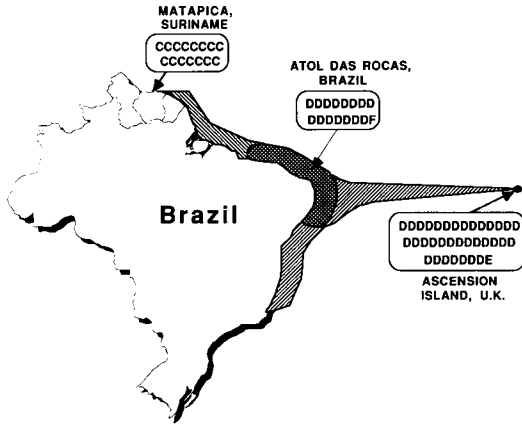 MATAPICA,
SURINAME
CCCCCCCC
CCCCCCC
ATOL DAS ROCAS,
BRAZIL
DDDDDDDD
DDDDDDDF
Brazil
DDDDDDDDDDDDDD
DDDDDDDDDDDDD
DDDDDDDE
ASCENSION
ISLAND, U.K.